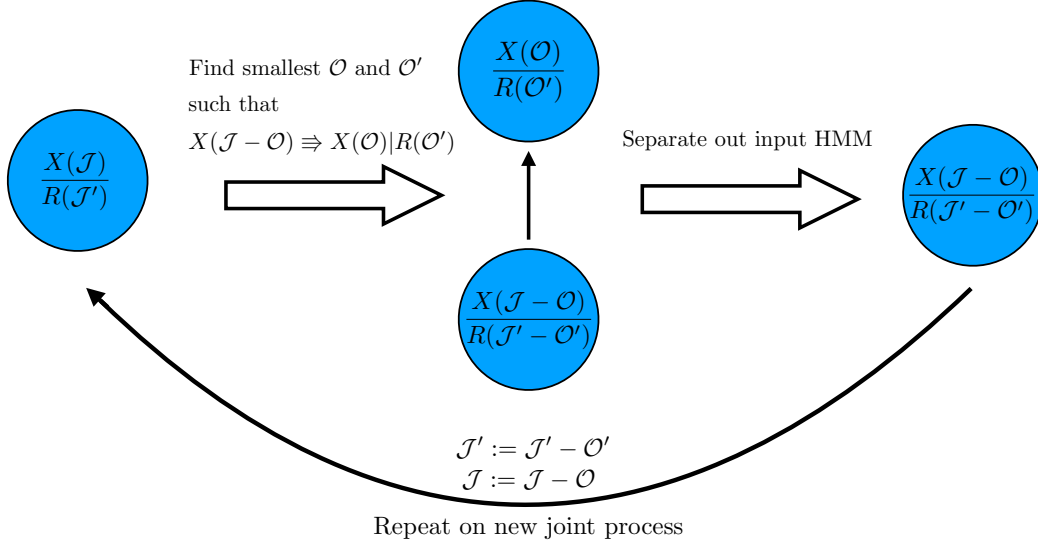 X(𝒥)
R(𝒥′)
Find smallest 𝒪 and 𝒪′
such that
X(𝒥 − 𝒪) ⇛̸ X(𝒪)|R(𝒪′)
X(𝒪)
R(𝒪′)
X(𝒥 − 𝒪)
R(𝒥′ − 𝒪′)
Separate out input HMM
X(𝒥 − 𝒪)
R(𝒥′ − 𝒪′)
𝒥′ := 𝒥′ − 𝒪′
𝒥 := 𝒥 − 𝒪
Repeat on new joint process